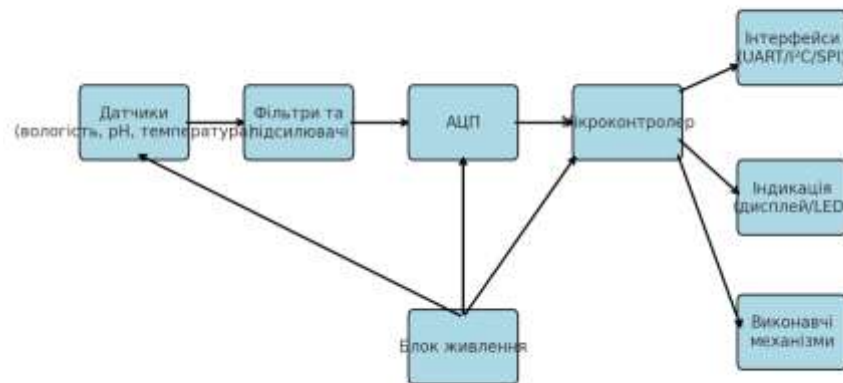 Датчики
(вологість, pH, температура)
Фільтри та
підсилювачі
АЦП
Мікроконтролер
Інтерфейси
(UART/I²C/SPI)
Індикація
(дисплей/LED)
Виконавчі
механізми
Блок живлення